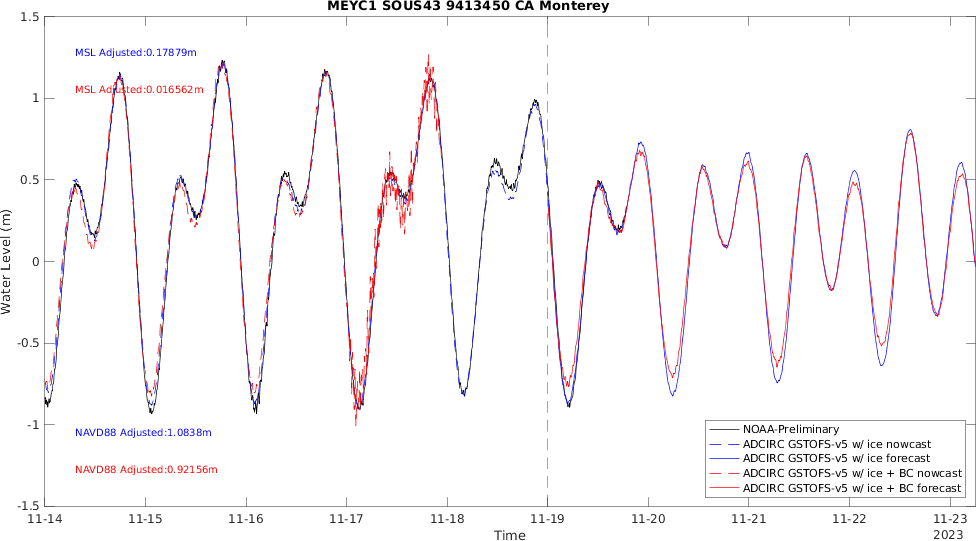 MEYC1 SOUS43 9413450 CA Monterey
1.5
1
0.5
0
-0.5
-1
-1.5
Water Level (m)
MSL Adjusted:0.17879m
MSL Adjusted:0.016562m
NAVD88 Adjusted:1.0838m
NAVD88 Adjusted:0.92156m
NOAA-Preliminary
ADCIRC GSTOFS-v5 w/ ice nowcast
ADCIRC GSTOFS-v5 w/ ice forecast
ADCIRC GSTOFS-v5 w/ ice + BC nowcast
ADCIRC GSTOFS-v5 w/ ice + BC forecast
11-14 11-15 11-16 11-17 11-18 11-19 11-20 11-21 11-22 11-23
Time
2023